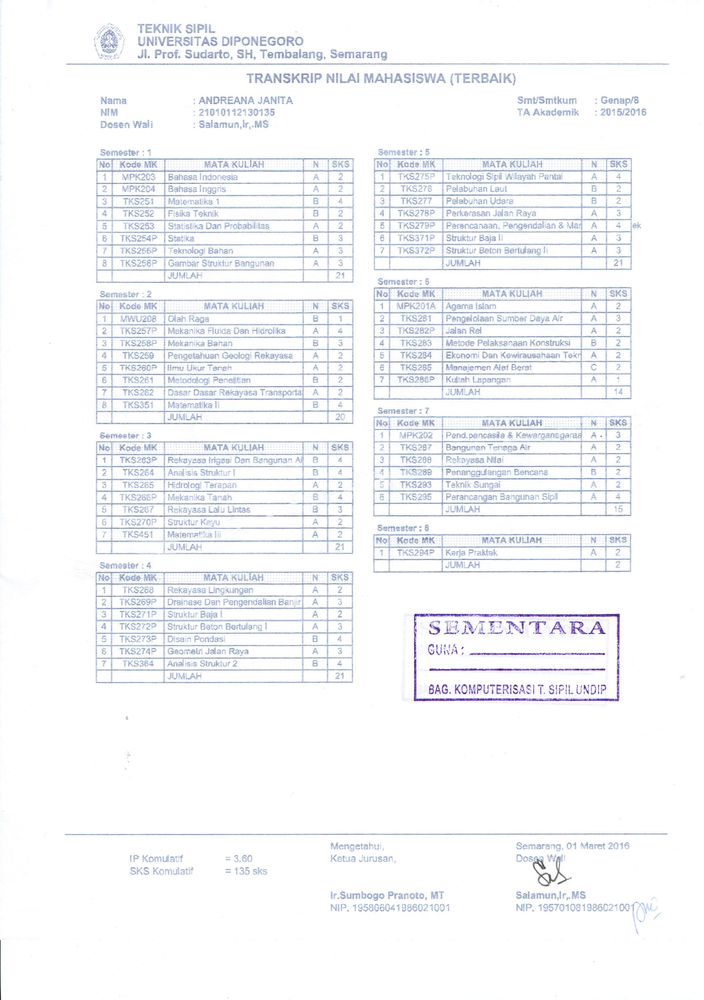 TEKNIK SIPIL
UNIVERSITAS DIPONEGORO
Jl. Prof. Sudarto, SH, Tembalang, Semarang
TRANSKRIP NILAI MAHASISWA (TERBAIK)
Nama : ANDREANA JANITA
NIM : 21010112130135
Dosen Wali : Salamun,Ir,.MS
Smt/Smtkum : Genap/8
TA Akademik : 2015/2016
Semester : 1
No Kode MK MATA KULIAH N SKS
1 MPK203 Bahasa Indonesia A 2
2 MPK204 Bahasa Inggris A 2
3 TKS251 Matematika 1 B 4
4 TKS252 Fisika Teknik B 2
5 TKS253 Statistika Dan Probabilitas A 2
6 TKS254P Statika B 3
7 TKS255P Teknologi Bahan A 3
8 TKS256P Gambar Struktur Bangunan A 3
JUMLAH 21
Semester : 2
No Kode MK MATA KULIAH N SKS
1 MWU208 Olah Raga B 1
2 TKS257P Mekanika Fluida Dan Hidrolika A 4
3 TKS258P Mekanika Bahan B 3
4 TKS259 Pengetahuan Geologi Rekayasa A 2
5 TKS260P Ilmu Ukur Tanah A 2
6 TKS261 Metodologi Penelitian B 2
7 TKS262 Dasar Dasar Rekayasa Transporta A 2
8 TKS351 Matematika Ii B 4
JUMLAH 20
Semester : 3
No Kode MK MATA KULIAH N SKS
1 TKS263P Rekayasa Irigasi Dan Bangunan Ai B 4
2 TKS264 Analisis Struktur I B 4
3 TKS265 Hidrologi Terapan A 2
4 TKS266P Mekanika Tanah B 4
5 TKS267 Rekayasa Lalu Lintas B 3
6 TKS270P Struktur Kayu A 2
7 TKS451 Matematika Iii A 2
JUMLAH 21
Semester : 4
No Kode MK MATA KULIAH N SKS
1 TKS268 Rekayasa Lingkungan A 2
2 TKS269P Drainase Dan Pengendalian Banjir A 3
3 TKS271P Struktur Baja I A 2
4 TKS272P Struktur Beton Bertulang I A 3
5 TKS273P Disain Pondasi B 4
6 TKS274P Geometri Jalan Raya A 3
7 TKS364 Analisis Struktur 2 B 4
JUMLAH 21
Semester : 5
No Kode MK MATA KULIAH N SKS
1 TKS275P Teknologi Sipil Wilayah Pantai A 4
2 TKS276 Pelabuhan Laut B 2
3 TKS277 Pelabuhan Udara B 2
4 TKS278P Perkerasan Jalan Raya A 3
5 TKS279P Perencanaan, Pengendalian & Mar A 4 ek
6 TKS371P Struktur Baja Ii A 3
7 TKS372P Struktur Beton Bertulang Ii A 3
JUMLAH 21
Semester : 6
No Kode MK MATA KULIAH N SKS
1 MPK201A Agama Islam A 2
2 TKS281 Pengelolaan Sumber Daya Air A 3
3 TKS282P Jalan Rel A 2
4 TKS283 Metode Pelaksanaan Konstruksi B 2
5 TKS284 Ekonomi Dan Kewirausahaan Tekr A 2
6 TKS285 Manajemen Alat Berat C 2
7 TKS286P Kuliah Lapangan A 1
JUMLAH 14
Semester : 7
No Kode MK MATA KULIAH N SKS
1 MPK202 Pend.pancasila & Kewarganegaraa A 3
2 TKS287 Bangunan Tenaga Air A 2
3 TKS288 Rekayasa Nilai A 2
4 TKS289 Penanggulangan Bencana B 2
5 TKS293 Teknik Sungai A 2
6 TKS295 Perancangan Bangunan Sipil A 4
JUMLAH 15
Semester : 8
No Kode MK MATA KULIAH N SKS
1 TKS294P Kerja Praktek A 2
JUMLAH 2
SEMENTARA
GUNA :
BAG. KOMPUTERISASI T. SIPIL UNDIP
IP Komulatif = 3.60
SKS Komulatif = 135 sks
Mengetahui,
Ketua Jurusan,
Ir.Sumbogo Pranoto, MT
NIP. 195806041986021001
Semarang, 01 Maret 2016
Dosen Wali
Salamun,Ir,.MS
NIP. 195701081986021001